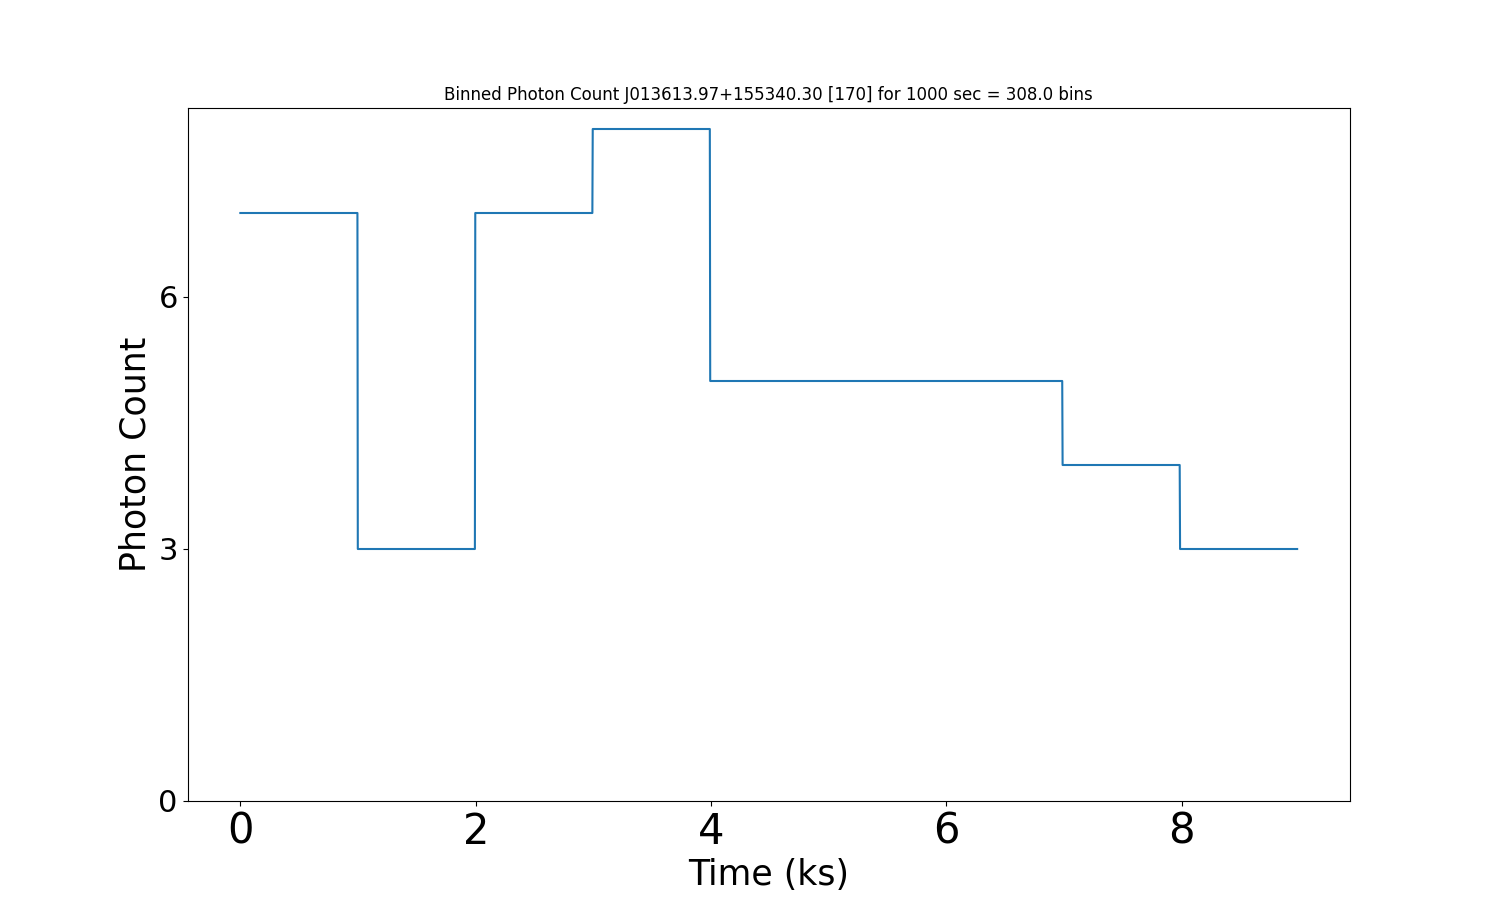 Binned Photon Count J013613.97+155340.30 [170] for 1000 sec = 308.0 bins
6
3
0
Photon Count
0 2 4 6 8
Time (ks)